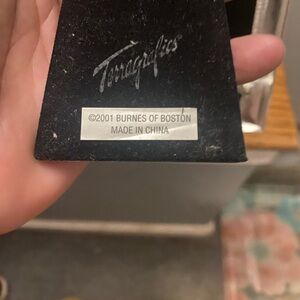 Terragrafics
©2001 BURNES OF BOSTON
MADE IN CHINA